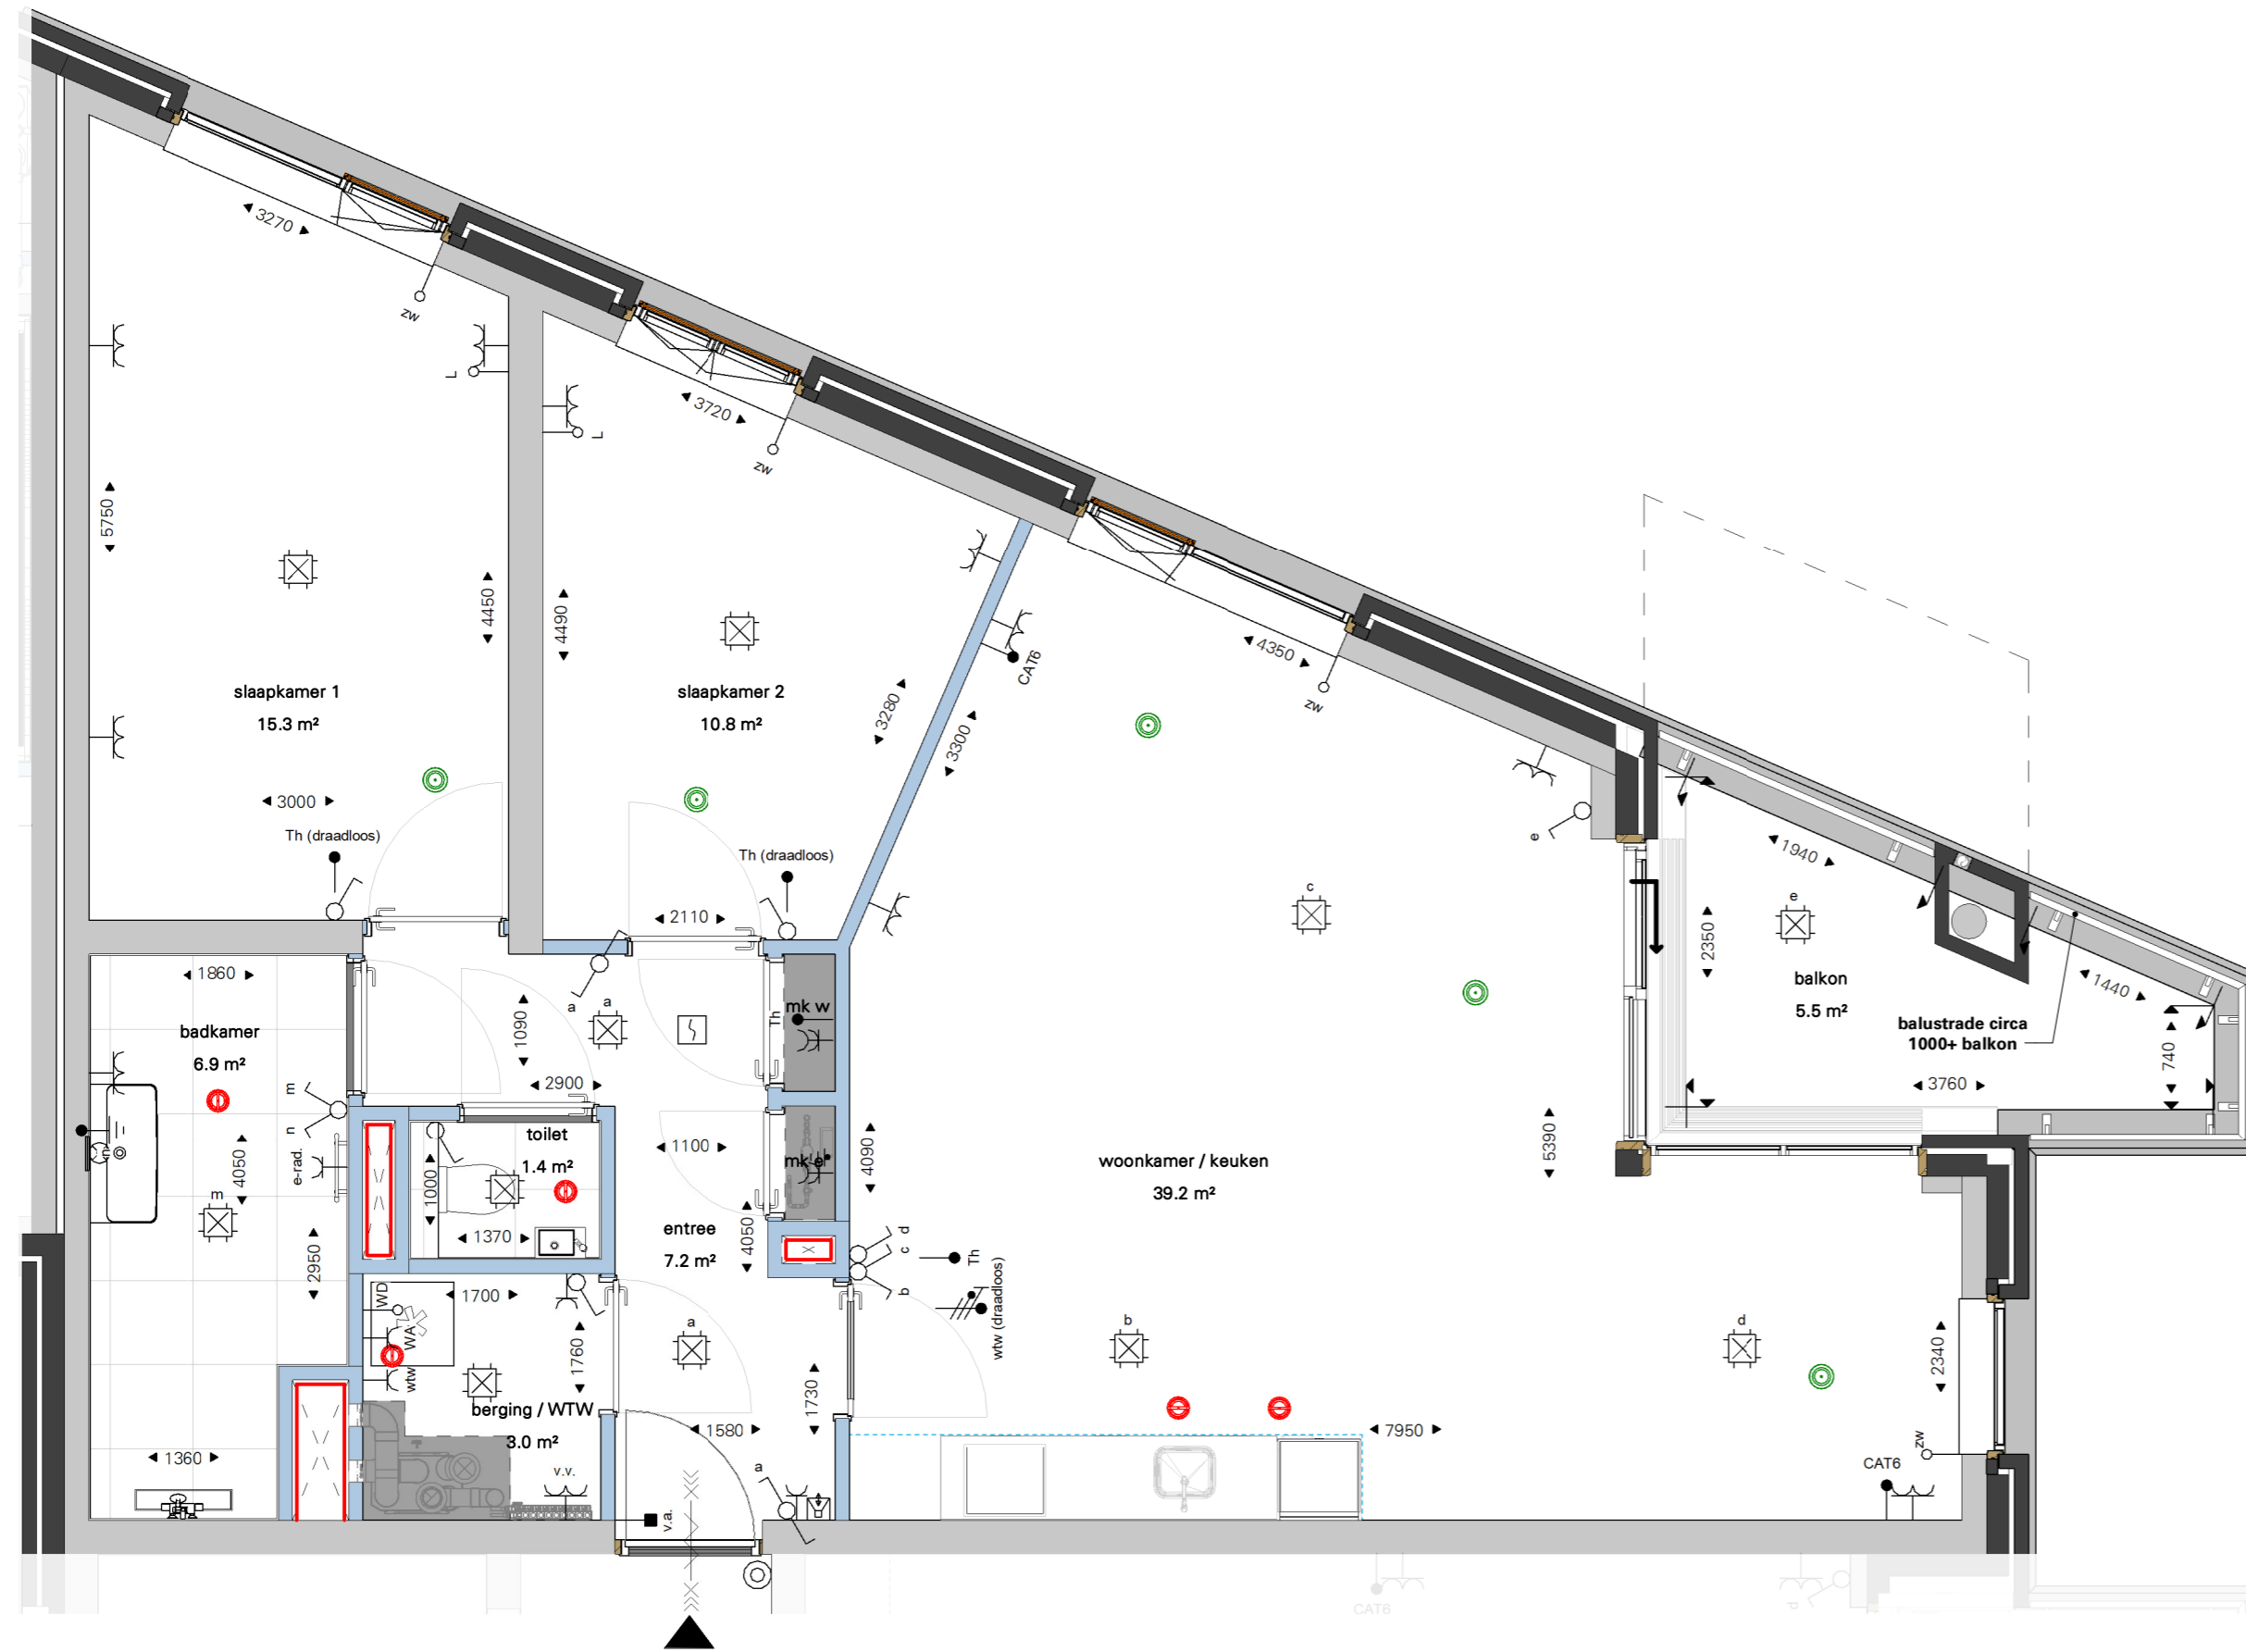 3270
zw
L
L
3720
zw
5750
4450
4490
CAT6
4350
zw
slaapkamer 1
15.3 m²
slaapkamer 2
10.8 m²
3280
3300
3000
Th (draadloos)
Th (draadloos)
e
1940
2110
c
e
2350
1860
a
a
1090
mk w
Th
balkon
5.5 m²
1440
badkamer
6.9 m²
balustrade circa
1000+ balkon
740
2900
3760
m
n
e-rad.
4050
m
toilet
1.4 m²
1000
1370
1100
mk e
4090
5390
woonkamer / keuken
39.2 m²
entree
7.2 m²
4050
d
c
b
Th
wtw (draadloos)
2950
WD
WA
wtw
1700
1760
a
b
d
2340
1730
berging / WTW
3.0 m²
1580
7950
1360
v.v.
a
v.a.
zw
CAT6
CAT6
d